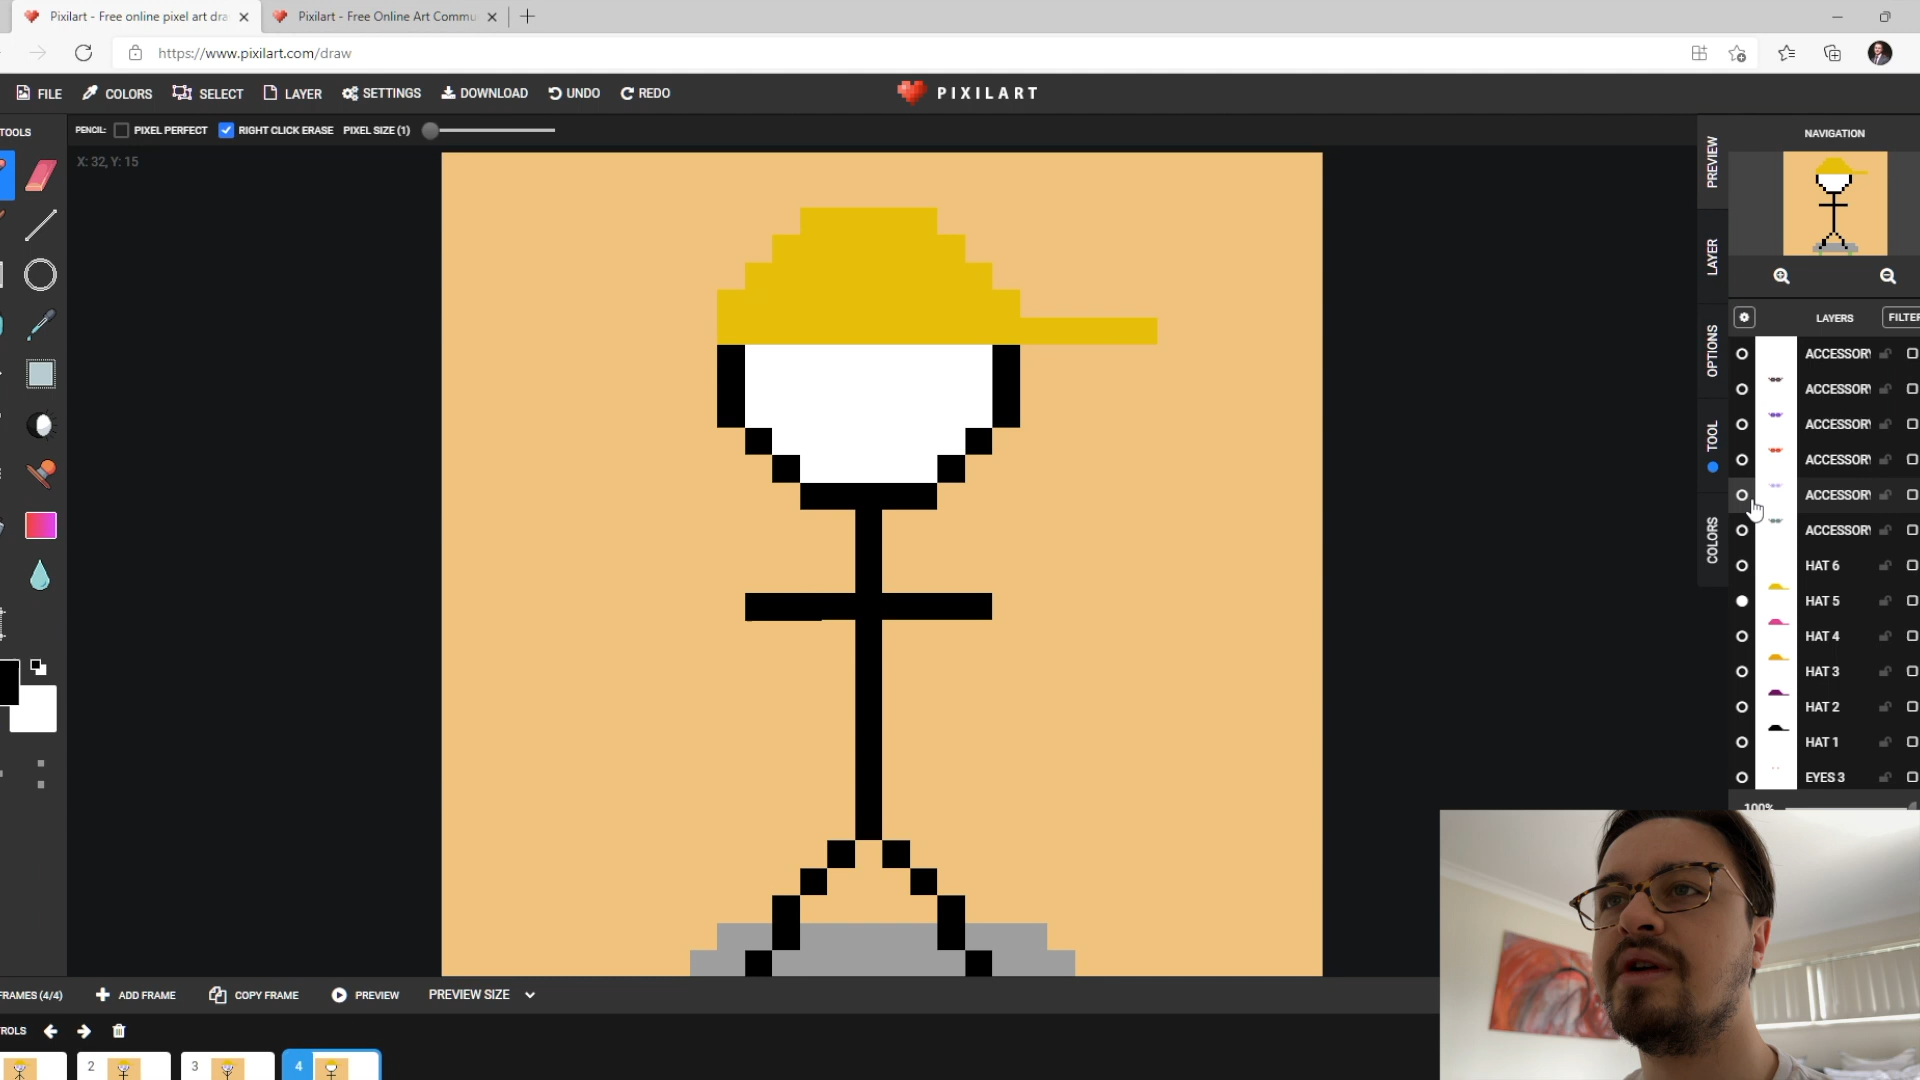 Pixilart - Free online pixel art dra
Pixilart - Free Online Art Commu
https://www.pixilart.com/draw
FILE COLORS SELECT LAYER SETTINGS DOWNLOAD UNDO REDO PIXILART
TOOLS
PENCIL: PIXEL PERFECT RIGHT CLICK ERASE PIXEL SIZE (1)
X: 32, Y: 15
PREVIEW
LAYER
OPTIONS
TOOL
COLORS
NAVIGATION
LAYERS FILTER
ACCESSORY
ACCESSORY
ACCESSORY
ACCESSORY
ACCESSORY
ACCESSORY
HAT 6
HAT 5
HAT 4
HAT 3
HAT 2
HAT 1
EYES 3
100%
FRAMES (4/4) ADD FRAME COPY FRAME PREVIEW PREVIEW SIZE
ROLS
2 3 4